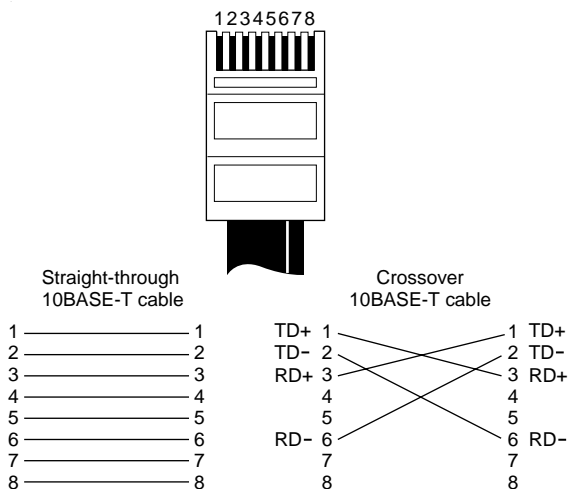 12345678
Straight-through
10BASE-T cable
1 1
2 2
3 3
4 4
5 5
6 6
7 7
8 8
Crossover
10BASE-T cable
TD+ 1 1 TD+
TD- 2 2 TD-
RD+ 3 3 RD+
4 4
5 5
RD- 6 6 RD-
7 7
8 8